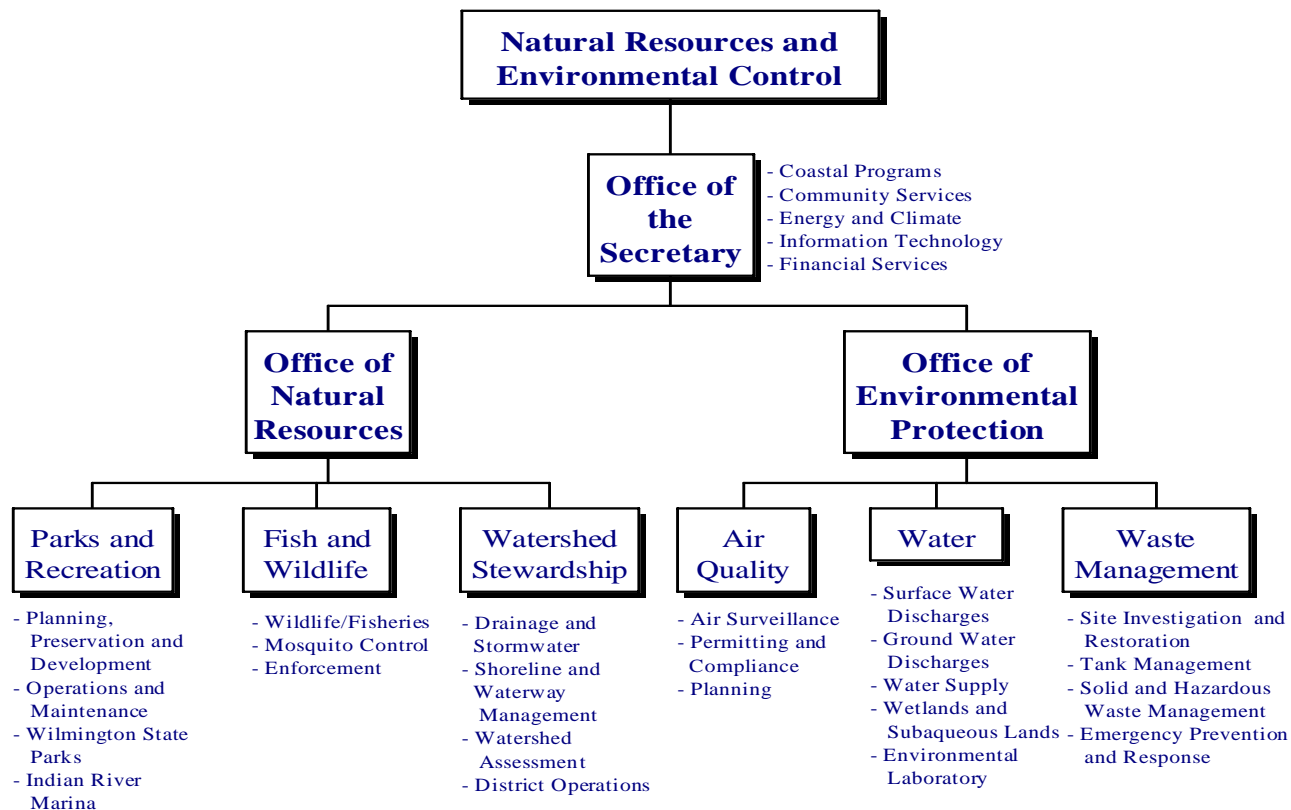 Natural Resources and
Environmental Control
Office of
the
Secretary
- Coastal Programs
- Community Services
- Energy and Climate
- Information Technology
- Financial Services
Office of
Natural
Resources
Office of
Environmental
Protection
Parks and
Recreation
- Planning,
Preservation and
Development
- Operations and
Maintenance
- Wilmington State
Parks
- Indian River
Marina
Fish and
Wildlife
- Wildlife/Fisheries
- Mosquito Control
- Enforcement
Watershed
Stewardship
- Drainage and
Stormwater
- Shoreline and
Waterway
Management
- Watershed
Assessment
- District Operations
Air
Quality
- Air Surveillance
- Permitting and
Compliance
- Planning
Water
- Surface Water
Discharges
- Ground Water
Discharges
- Water Supply
- Wetlands and
Subaqueous Lands
- Environmental
Laboratory
Waste
Management
- Site Investigation and
Restoration
- Tank Management
- Solid and Hazardous
Waste Management
- Emergency Prevention
and Response